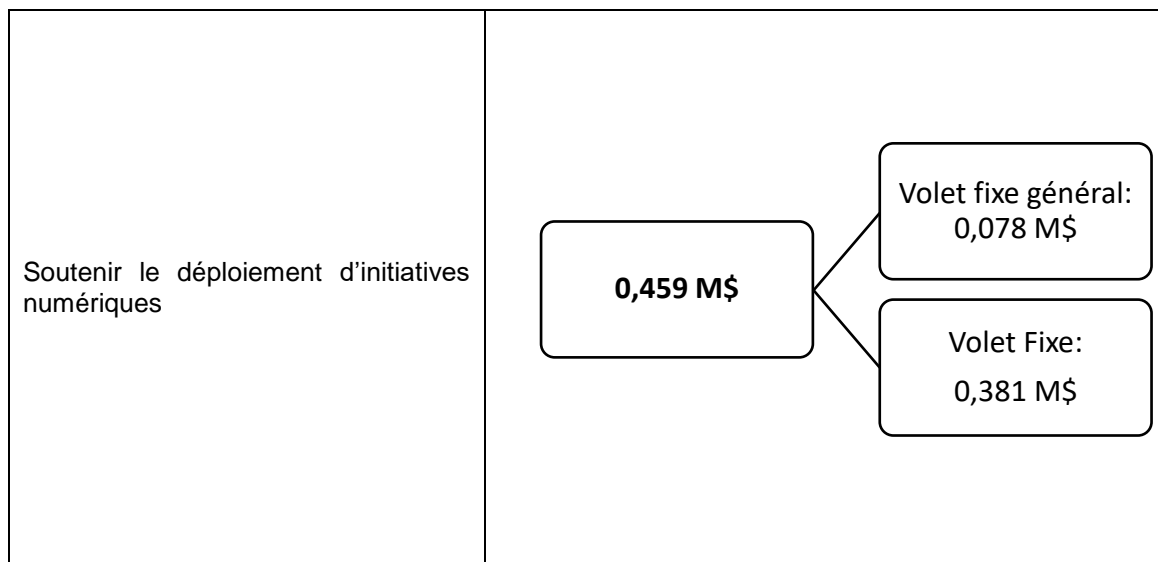 Soutenir le déploiement d’initiatives
numériques
0,459 M$
Volet fixe général:
0,078 M$
Volet Fixe:
0,381 M$